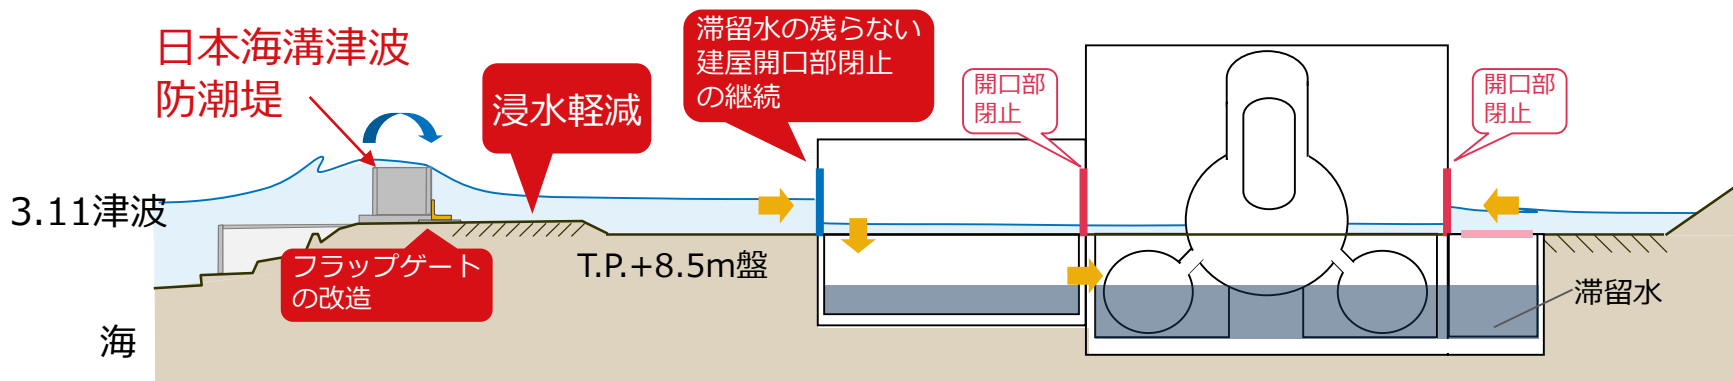 日本海溝津波
防潮堤
浸水軽減
滞留水の残らない
建屋開口部閉止
の継続
開口部
閉止
開口部
閉止
3.11津波
フラップゲート
の改造
T.P.+8.5m盤
滞留水
海